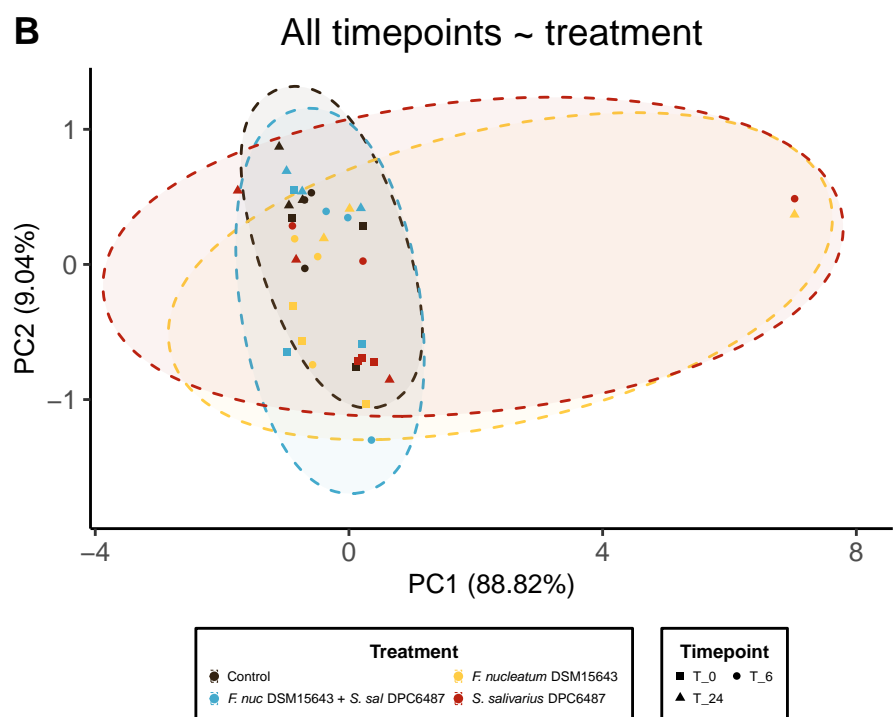 B All timepoints ~ treatment
1
0
−1
PC2 (9.04%)
−4 0 4 8
PC1 (88.82%)
Treatment
Control
F. nucleatum DSM15643
F. nuc DSM15643 + S. sal DPC6487
S. salivarius DPC6487
Timepoint
T_0 T_6
T_24